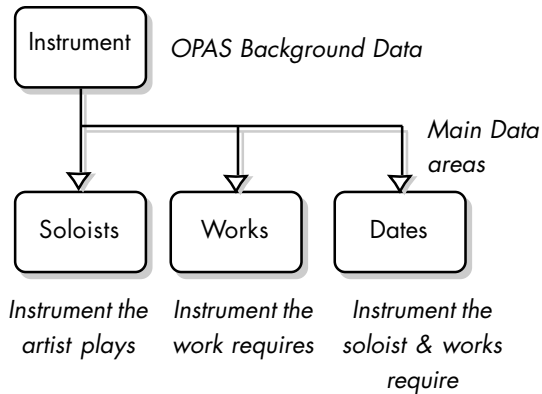 Instrument
OPAS Background Data
Main Data
areas
Soloists
Works
Dates
Instrument the
artist plays
Instrument the
work requires
Instrument the
soloist & works
require